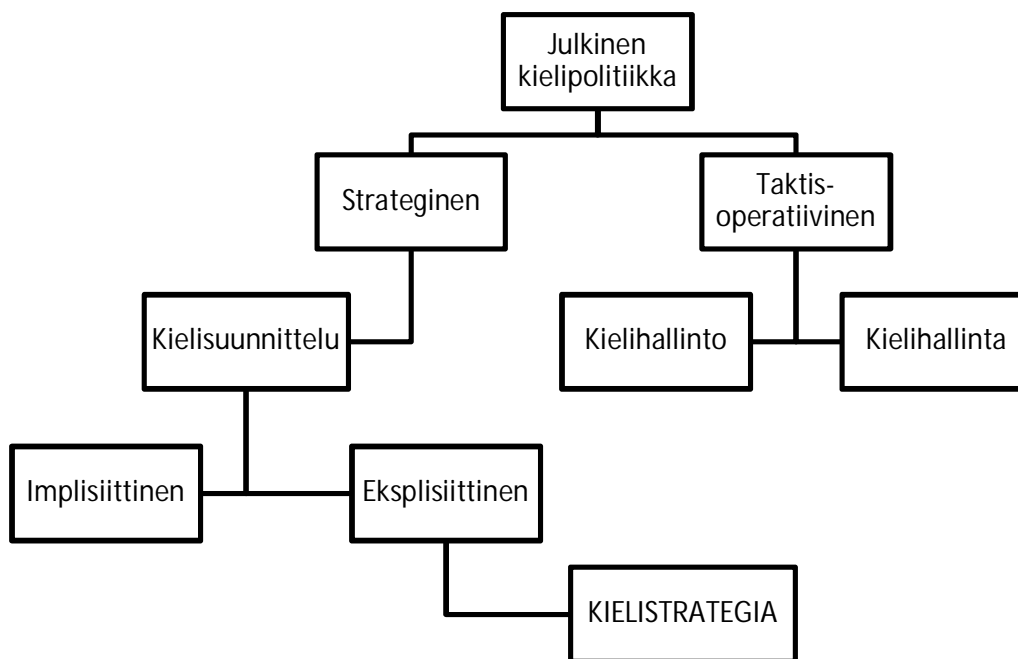 Julkinen
kielipolitiikka
Strateginen
Taktis-
operatiivinen
Kielisuunnittelu
Kielihallinto
Kielihallinta
Implisiittinen
Eksplisiittinen
KIELISTRATEGIA